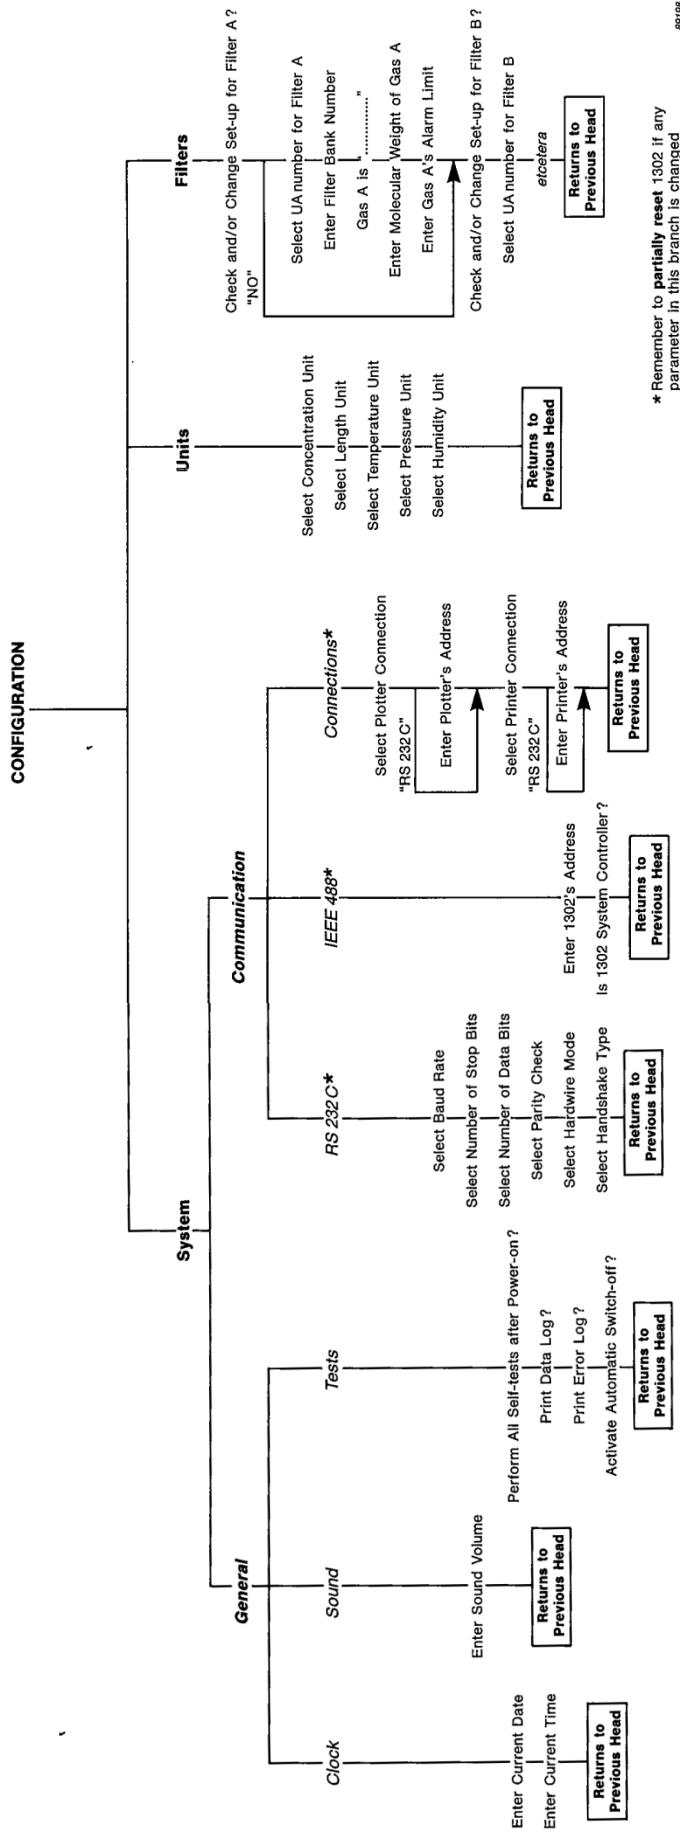 CONFIGURATION
System
Units
Filters
General
Communication
Clock
Sound
Tests
RS 232 C*
IEEE 488*
Connections*
Enter Current Date
Enter Current Time
Returns to
Previous Head
Enter Sound Volume
Returns to
Previous Head
Perform All Self-tests after Power-on?
Print Data Log?
Print Error Log?
Activate Automatic Switch-off?
Returns to
Previous Head
Select Baud Rate
Select Number of Stop Bits
Select Number of Data Bits
Select Parity Check
Select Hardwire Mode
Select Handshake Type
Returns to
Previous Head
Enter 1302's Address
Is 1302 System Controller?
Returns to
Previous Head
Select Plotter Connection
"RS 232 C"
Enter Plotter's Address
Select Printer Connection
"RS 232 C"
Enter Printer's Address
Returns to
Previous Head
Select Concentration Unit
Select Length Unit
Select Temperature Unit
Select Pressure Unit
Select Humidity Unit
Returns to
Previous Head
Check and/or Change Set-up for Filter A?
"NO"
Select UA number for Filter A
Enter Filter Bank Number
Gas A is "..............."
Enter Molecular Weight of Gas A
Enter Gas A's Alarm Limit
Check and/or Change Set-up for Filter B?
Select UA number for Filter B
etcetera
Returns to
Previous Head
* Remember to partially reset 1302 if any
parameter in this branch is changed